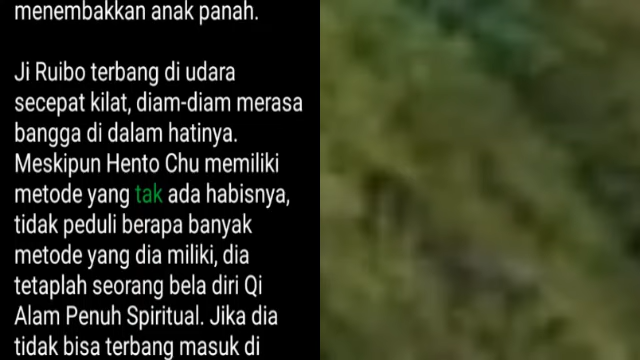 menembakkan anak panah.
Ji Ruibo terbang di udara
secepat kilat, diam-diam merasa
bangga di dalam hatinya.
Meskipun Hento Chu memiliki
metode yang tak ada habisnya,
tidak peduli berapa banyak
metode yang dia miliki, dia
tetaplah seorang bela diri Qi
Alam Penuh Spiritual. Jika dia
tidak bisa terbang masuk di